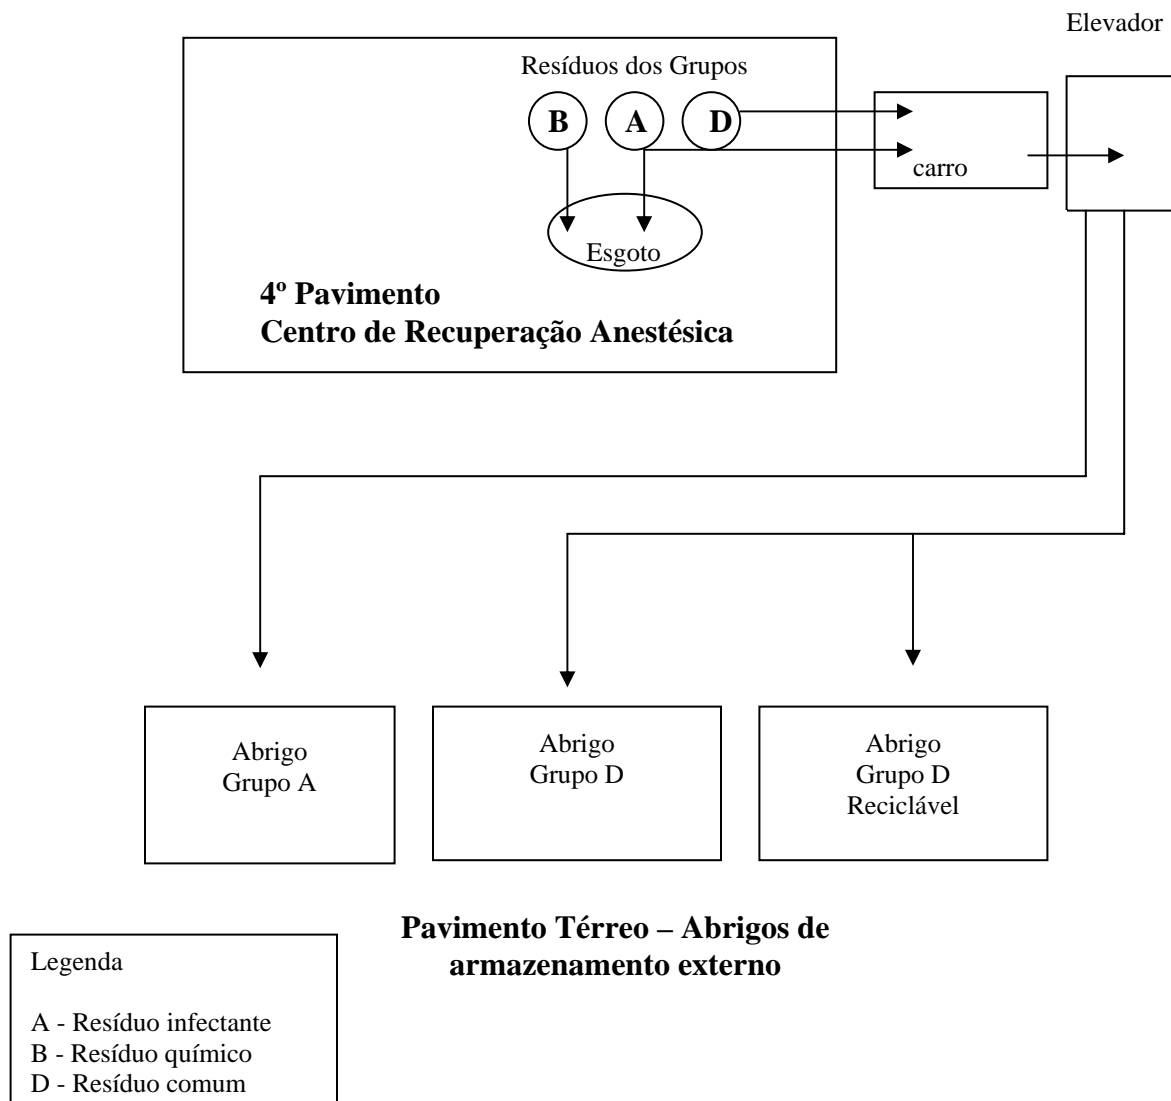 Elevador
Resíduos dos Grupos
B A D
carro
Esgoto
4º Pavimento
Centro de Recuperação Anestésica
Abrigo
Grupo A
Abrigo
Grupo D
Abrigo
Grupo D
Reciclável
Pavimento Térreo – Abrigos de
armazenamento externo
Legenda
A - Resíduo infectante
B - Resíduo químico
D - Resíduo comum